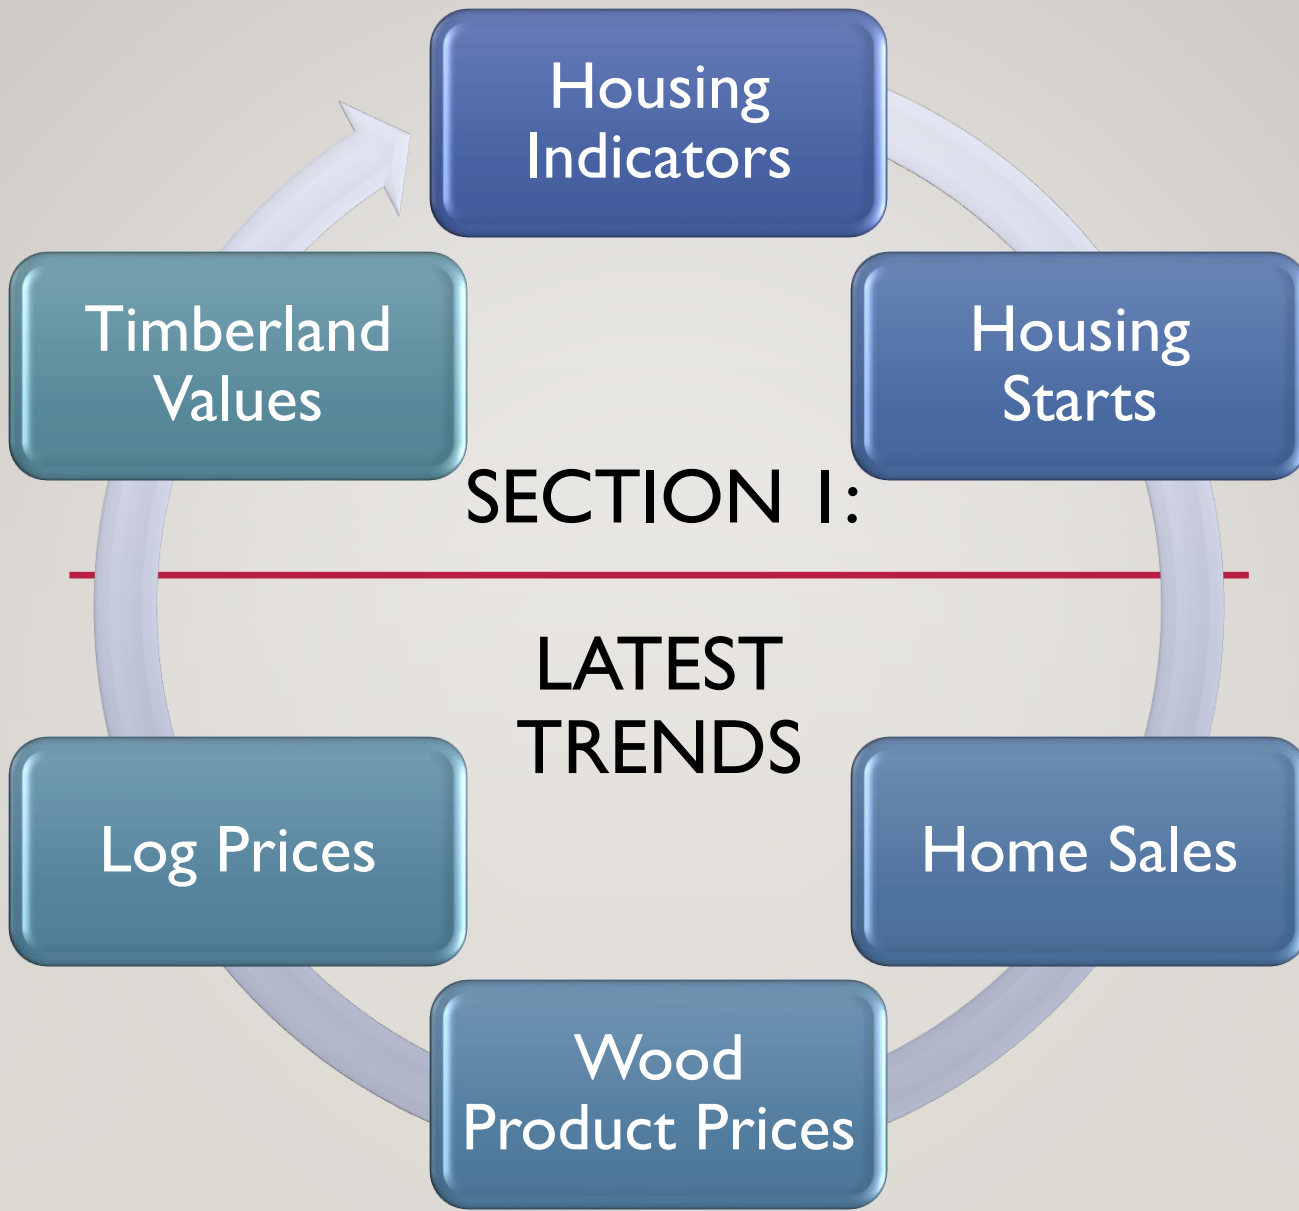 Housing
Indicators
Housing
Starts
Home Sales
Wood
Product Prices
Log Prices
Timberland
Values
SECTION 1:
LATEST
TRENDS